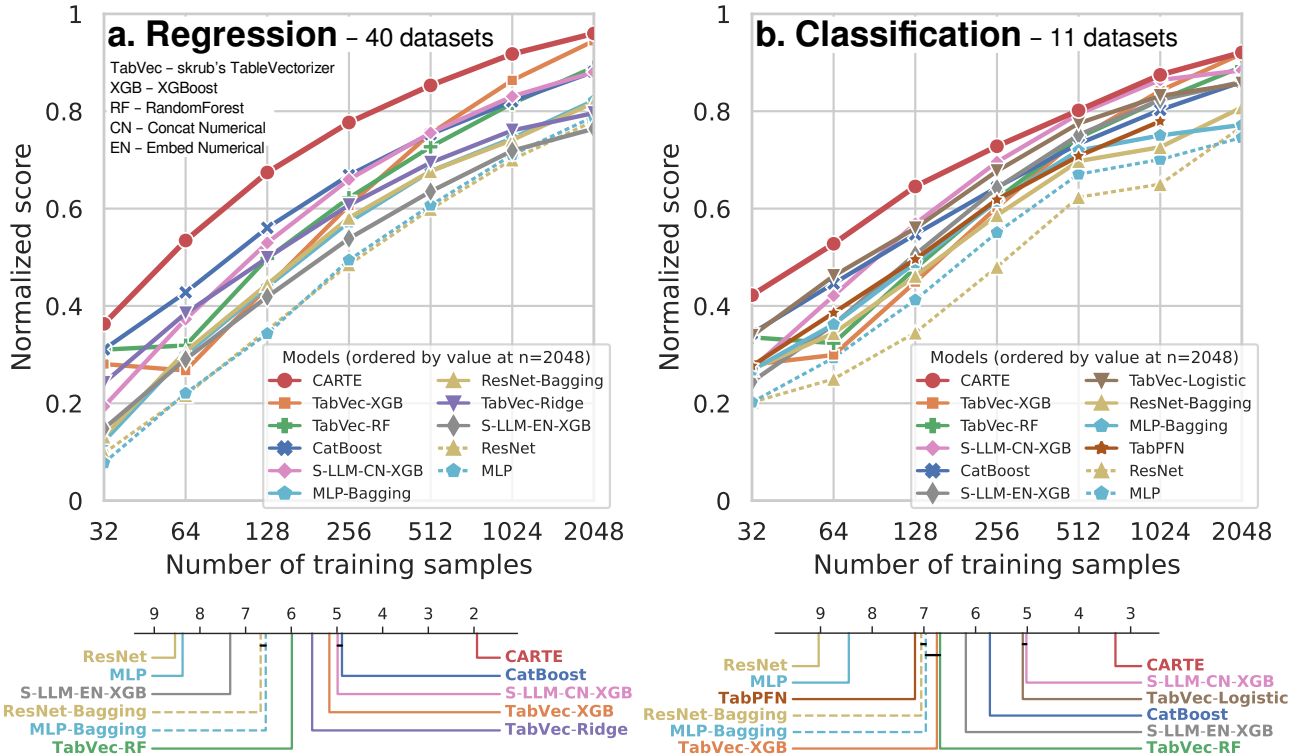 a. Regression – 40 datasets
TabVec – skrub's TableVectorizer
XGB – XGBoost
RF – RandomForest
CN – Concat Numerical
EN – Embed Numerical
Normalized score
1
0.8
0.6
0.4
0.2
0
Models (ordered by value at n=2048)
CARTE
TabVec-XGB
TabVec-RF
CatBoost
S-LLM-CN-XGB
MLP-Bagging
ResNet-Bagging
TabVec-Ridge
S-LLM-EN-XGB
ResNet
MLP
32 64 128 256 512 1024 2048
Number of training samples
9 8 7 6 5 4 3 2
ResNet
MLP
S-LLM-EN-XGB
ResNet-Bagging
MLP-Bagging
TabVec-RF
CARTE
CatBoost
S-LLM-CN-XGB
TabVec-XGB
TabVec-Ridge
b. Classification – 11 datasets
Normalized score
1
0.8
0.6
0.4
0.2
0
Models (ordered by value at n=2048)
CARTE
TabVec-XGB
TabVec-RF
S-LLM-CN-XGB
CatBoost
S-LLM-EN-XGB
TabVec-Logistic
ResNet-Bagging
MLP-Bagging
TabPFN
ResNet
MLP
32 64 128 256 512 1024 2048
Number of training samples
9 8 7 6 5 4 3
ResNet
MLP
TabPFN
ResNet-Bagging
MLP-Bagging
TabVec-XGB
CARTE
S-LLM-CN-XGB
TabVec-Logistic
CatBoost
S-LLM-EN-XGB
TabVec-RF